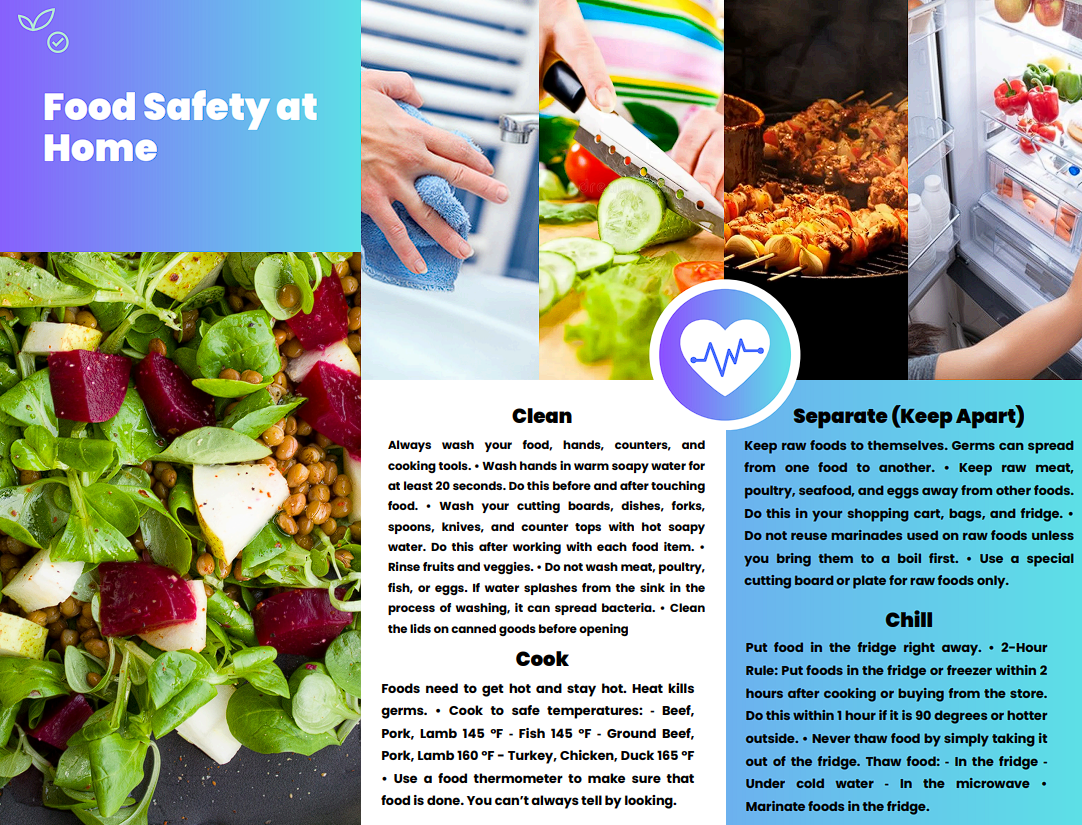 Food Safety at
Home
Clean
Always wash your food, hands, counters, and
cooking tools. • Wash hands in warm soapy water for
at least 20 seconds. Do this before and after touching
food. • Wash your cutting boards, dishes, forks,
spoons, knives, and counter tops with hot soapy
water. Do this after working with each food item. •
Rinse fruits and veggies. • Do not wash meat, poultry,
fish, or eggs. If water splashes from the sink in the
process of washing, it can spread bacteria. • Clean
the lids on canned goods before opening
Cook
Foods need to get hot and stay hot. Heat kills
germs. • Cook to safe temperatures: - Beef,
Pork, Lamb 145 °F - Fish 145 °F - Ground Beef,
Pork, Lamb 160 °F – Turkey, Chicken, Duck 165 °F
• Use a food thermometer to make sure that
food is done. You can’t always tell by looking.
Separate (Keep Apart)
Keep raw foods to themselves. Germs can spread
from one food to another. • Keep raw meat,
poultry, seafood, and eggs away from other foods.
Do this in your shopping cart, bags, and fridge. •
Do not reuse marinades used on raw foods unless
you bring them to a boil first. • Use a special
cutting board or plate for raw foods only.
Chill
Put food in the fridge right away. • 2-Hour
Rule: Put foods in the fridge or freezer within 2
hours after cooking or buying from the store.
Do this within 1 hour if it is 90 degrees or hotter
outside. • Never thaw food by simply taking it
out of the fridge. Thaw food: - In the fridge -
Under cold water - In the microwave •
Marinate foods in the fridge.